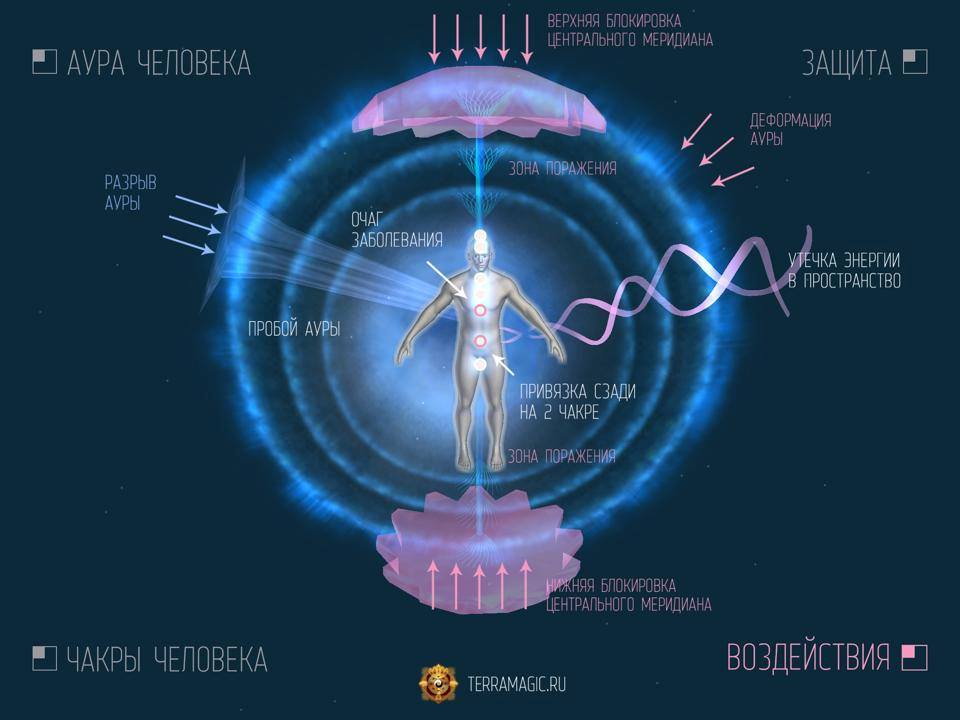 ВЕРХНЯЯ БЛОКИРОВКА
ЦЕНТРАЛЬНОГО МЕРИДИАНА
АУРА ЧЕЛОВЕКА
ЗАЩИТА
ДЕФОРМАЦИЯ
АУРЫ
ЗОНА ПОРАЖЕНИЯ
РАЗРЫВ
АУРЫ
ОЧАГ
ЗАБОЛЕВАНИЯ
УТЕЧКА ЭНЕРГИИ
В ПРОСТРАНСТВО
ПРОБОЙ АУРЫ
ПРИВЯЗКА СЗАДИ
НА 2 ЧАКРЕ
ЗОНА ПОРАЖЕНИЯ
НИЖНЯЯ БЛОКИРОВКА
ЦЕНТРАЛЬНОГО МЕРИДИАНА
ЧАКРЫ ЧЕЛОВЕКА
ВОЗДЕЙСТВИЯ
TERRAMAGIC.RU